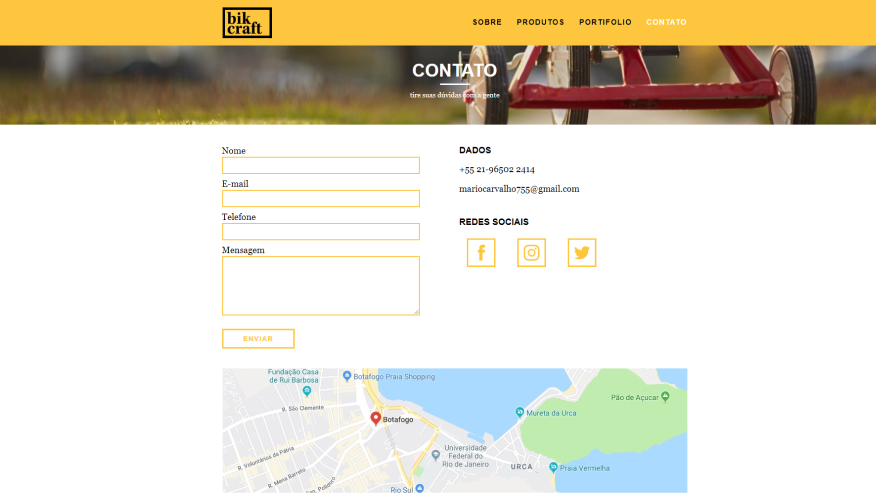 bik
craft
SOBRE PRODUTOS PORTIFOLIO CONTATO
CONTATO
tire suas dúvidas com a gente
Nome
E-mail
Telefone
Mensagem
ENVIAR
DADOS
+55 21-96502 2414
mariocarvalho755@gmail.com
REDES SOCIAIS
Fundação Casa
de Rui Barbosa
Botafogo Praia Shopping
Pão de Açucar
R. São Clemente
Mureta da Urca
Botafogo
R. Voluntários da Pátria
Universidade
Federal do
Rio de Janeiro
URCA
Praia Vermelha
R. Mena Barreto
Rio Sul